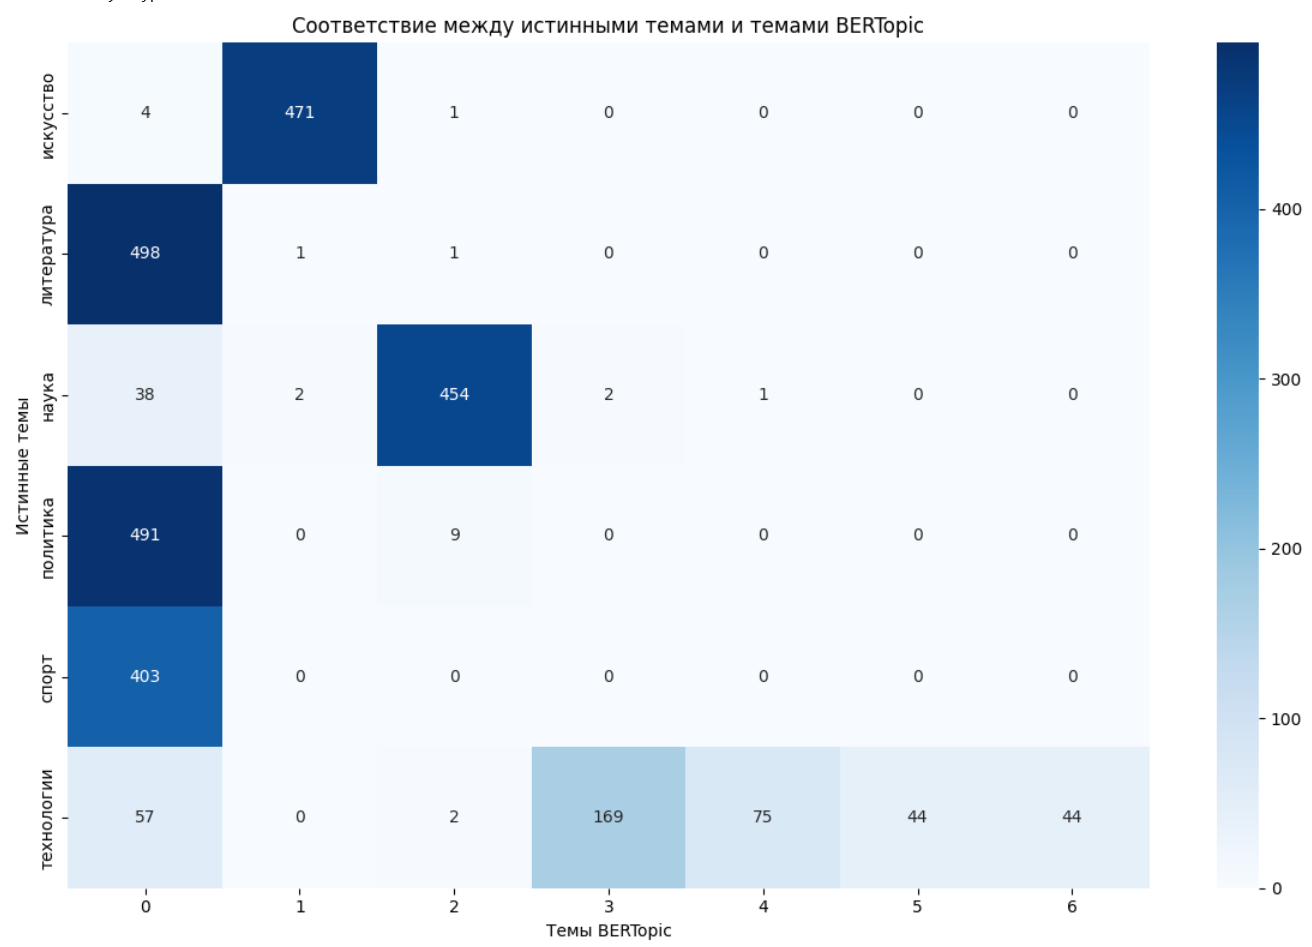 Соответствие между истинными темами и темами BERTopic
искусство
4 471 1 0 0 0 0
литература
498 1 1 0 0 0 0
наука
38 2 454 2 1 0 0
политика
491 0 9 0 0 0 0
спорт
403 0 0 0 0 0 0
технологии
57 0 2 169 75 44 44
Истинные темы
0 1 2 3 4 5 6
Темы BERTopic
400
300
200
100
0